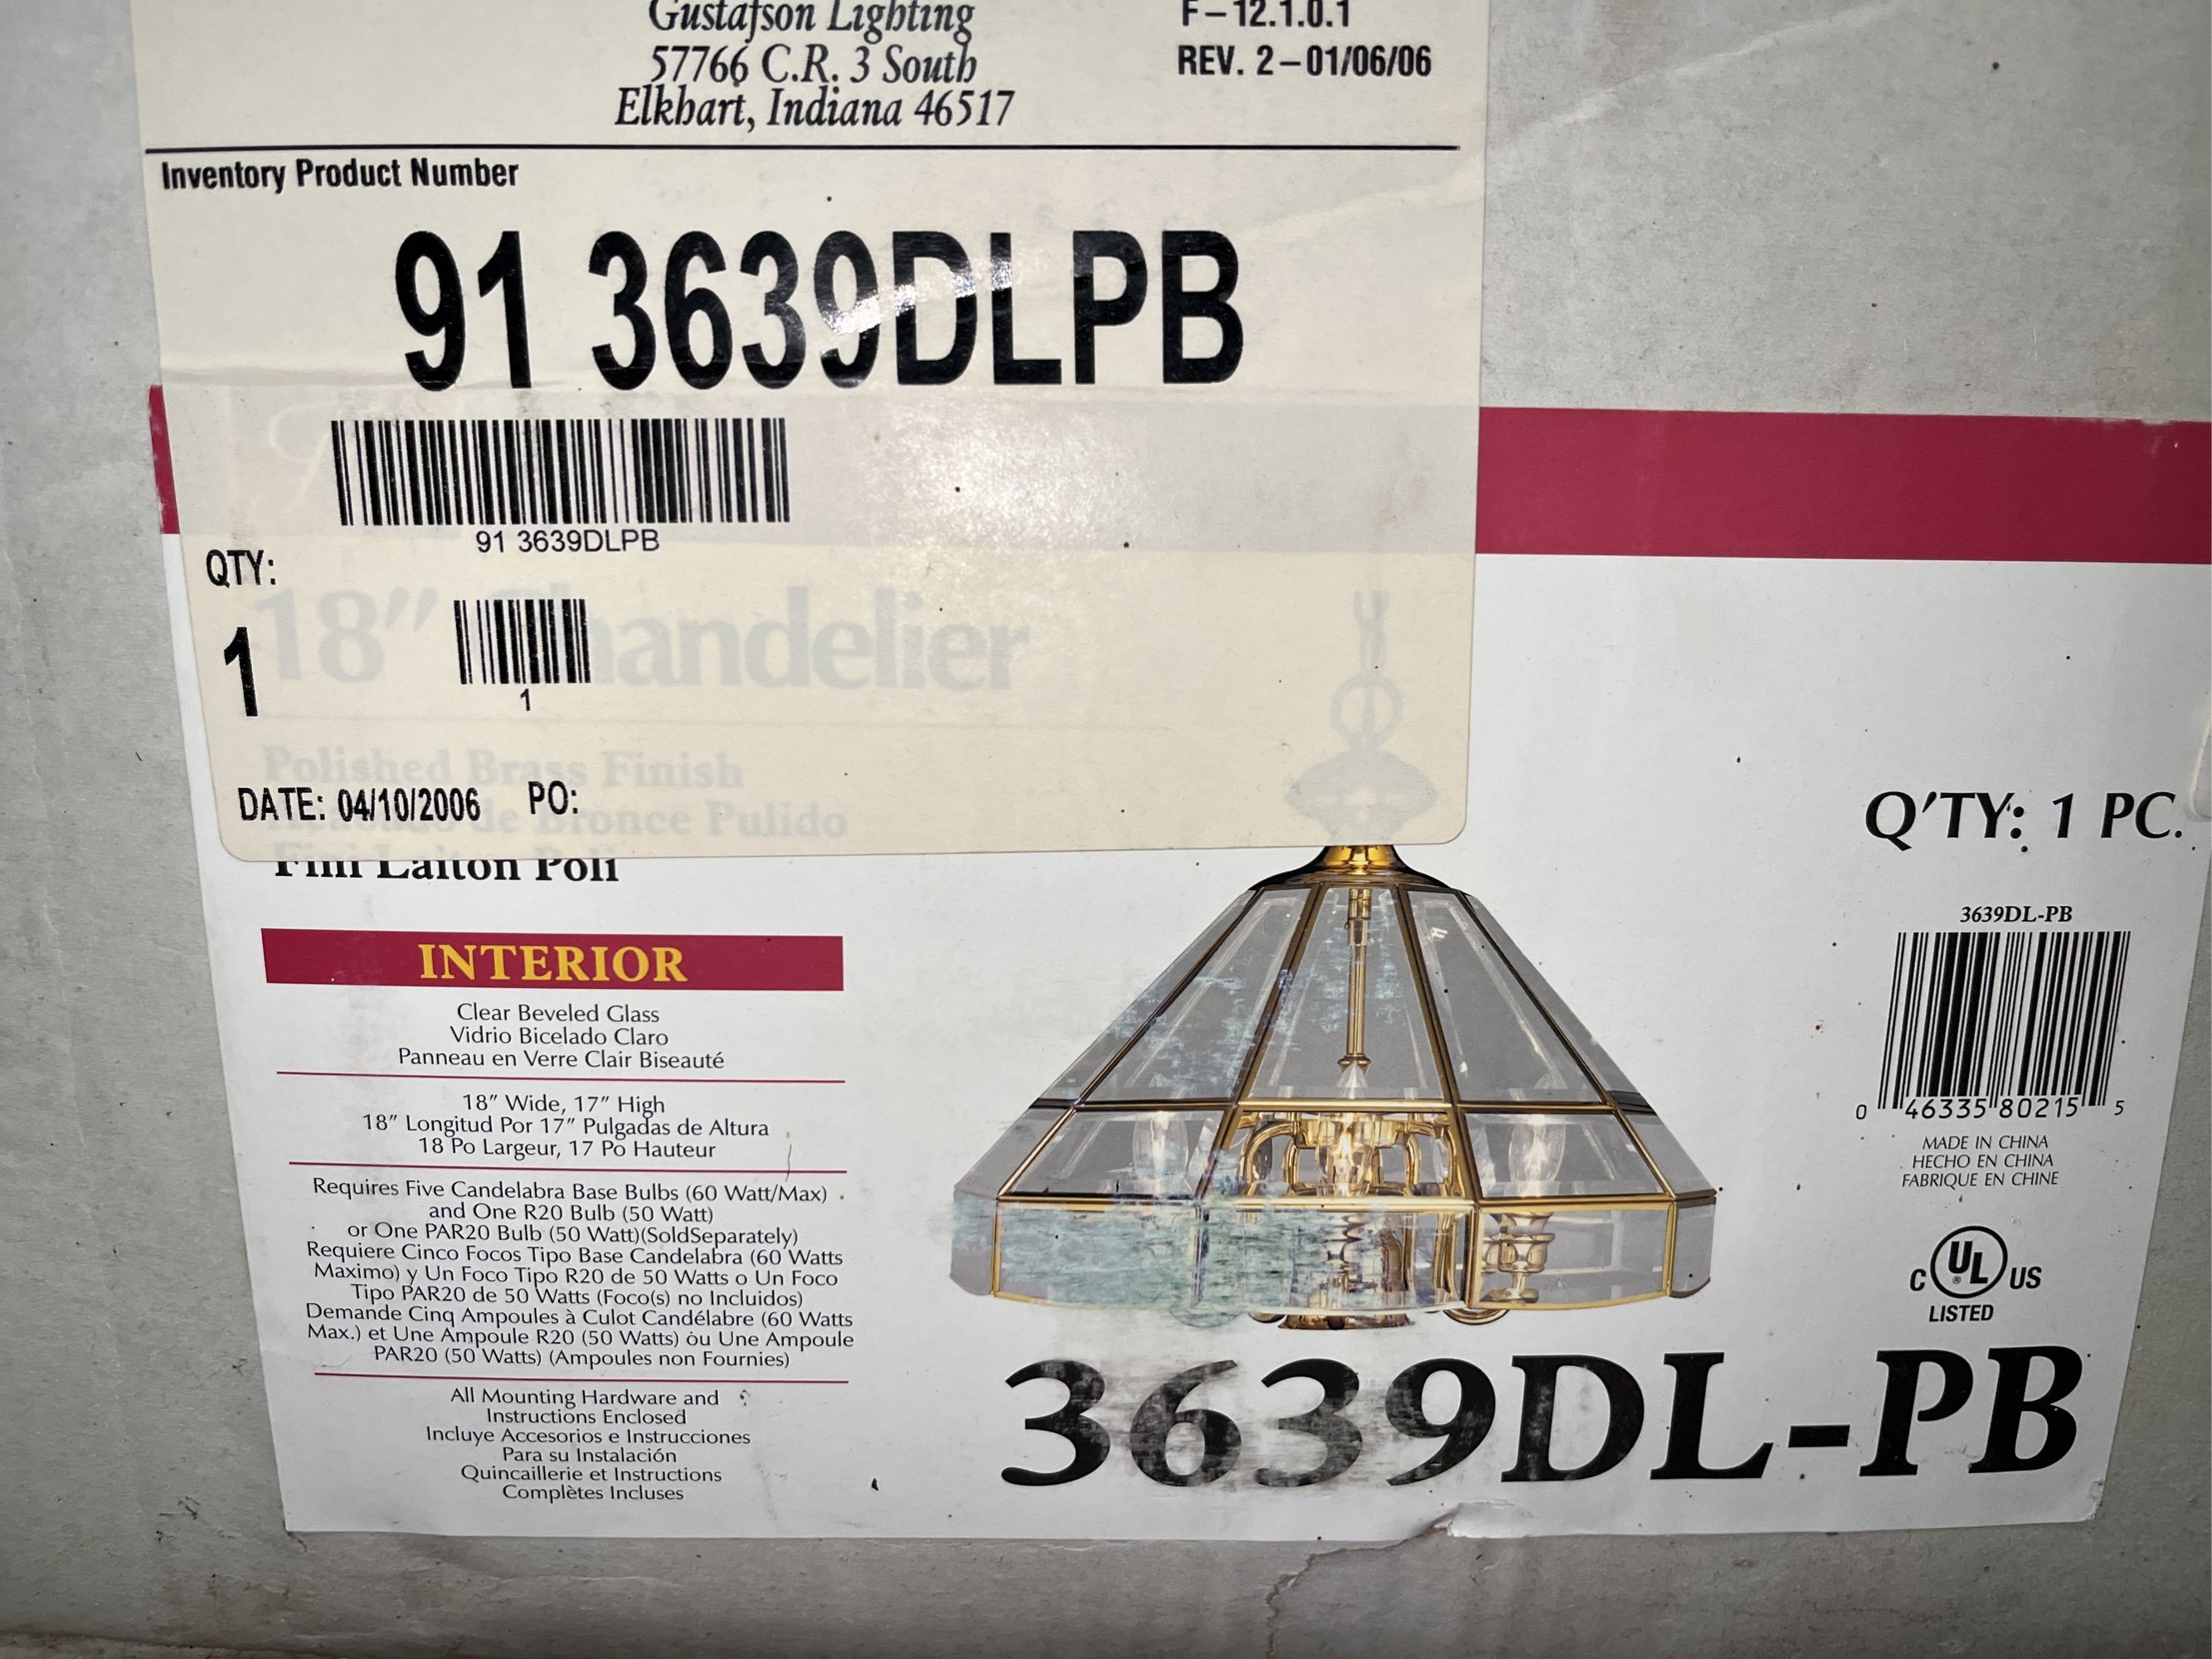 Gustafson Lighting
57766 C.R. 3 South
Elkhart, Indiana 46517
F-12.1.0.1
REV. 2-01/06/06
Inventory Product Number
91 3639DLPB
91 3639DLPB
QTY:
1
1
18" Chandelier
Polished Brass Finish
de Bronce Pulido
DATE: 04/10/2006 PO:
Fini Laiton Poli
INTERIOR
Clear Beveled Glass
Vidrio Bicelado Claro
Panneau en Verre Clair Biseauté
18" Wide, 17" High
18" Longitud Por 17" Pulgadas de Altura
18 Po Largeur, 17 Po Hauteur
Requires Five Candelabra Base Bulbs (60 Watt/Max)
and One R20 Bulb (50 Watt)
or One PAR20 Bulb (50 Watt)(SoldSeparately)
Requiere Cinco Focos Tipo Base Candelabra (60 Watts
Maximo) y Un Foco Tipo R20 de 50 Watts o Un Foco
Tipo PAR20 de 50 Watts (Foco(s) no Incluidos)
Demande Cinq Ampoules à Culot Candélabre (60 Watts
Max.) et Une Ampoule R20 (50 Watts) ou Une Ampoule
PAR20 (50 Watts) (Ampoules non Fournies)
All Mounting Hardware and
Instructions Enclosed
Incluye Accesorios e Instrucciones
Para su Instalación
Quincaillerie et Instructions
Complètes Incluses
Q'TY: 1 PC.
3639DL-PB
0 46335 80215 5
MADE IN CHINA
HECHO EN CHINA
FABRIQUE EN CHINE
C UL ® US
LISTED
3639DL-PB